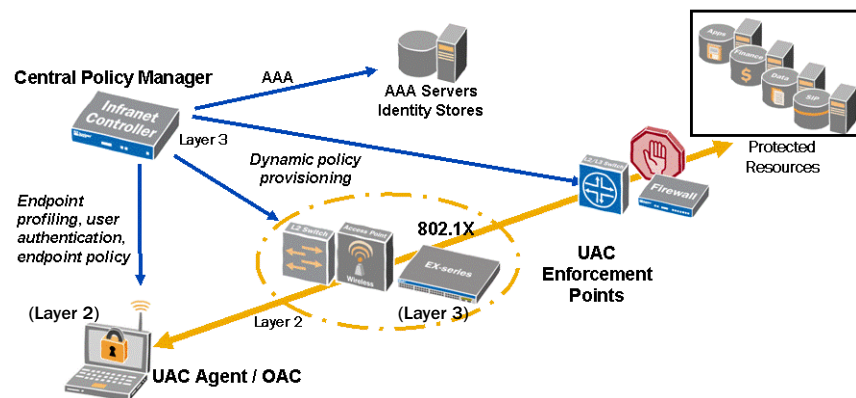 Central Policy Manager
Infranet
Controller
Layer 3
AAA
AAA Servers
Identity Stores
Apps
Finance
$
Data
SIP
Protected
Resources
Dynamic policy
provisioning
L2/L3 Switch
Firewall
Endpoint
profiling, user
authentication,
endpoint policy
802.1X
L2 Switch
Access Point
Wireless
EX-series
UAC
Enforcement
Points
(Layer 2)
Layer 2
(Layer 3)
UAC Agent / OAC